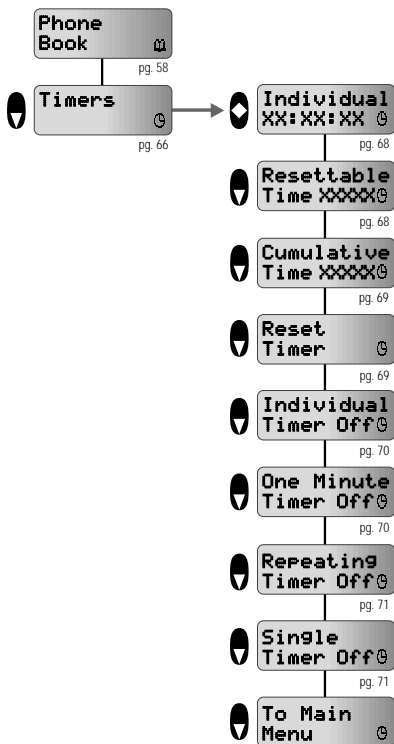 Phone
Book
pg. 58
Timers
pg. 66
Individual
XX:XX:XX
pg. 68
Resettable
Time XXXXX
pg. 68
Cumulative
Time XXXXX
pg. 69
Reset
Timer
pg. 69
Individual
Timer Off
pg. 70
One Minute
Timer Off
pg. 70
Repeating
Timer Off
pg. 71
Single
Timer Off
pg. 71
To Main
Menu